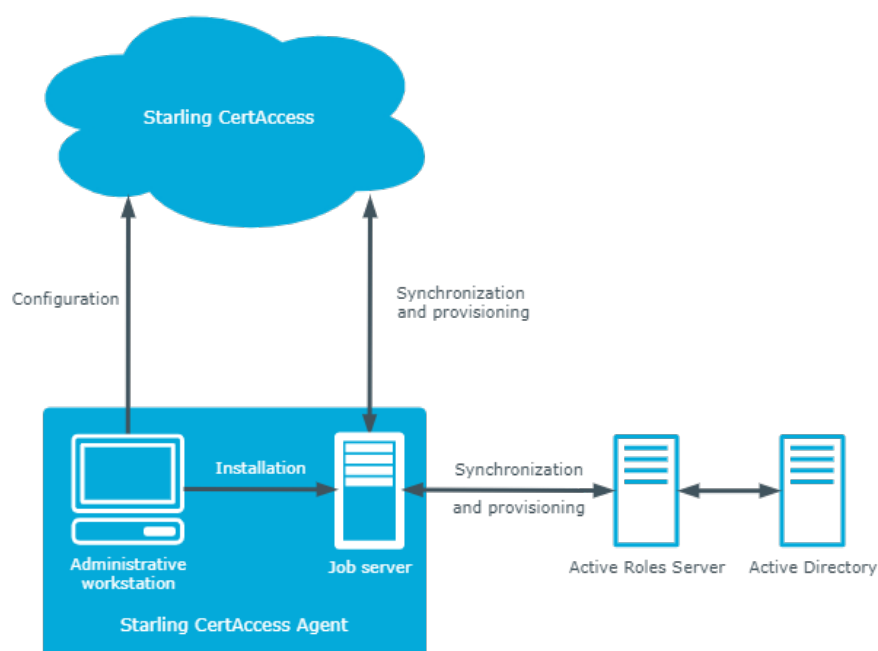 Starling CertAccess
Configuration
Synchronization
and provisioning
Installation
Synchronization
and provisioning
Administrative
workstation
Job server
Active Roles Server
Active Directory
Starling CertAccess Agent